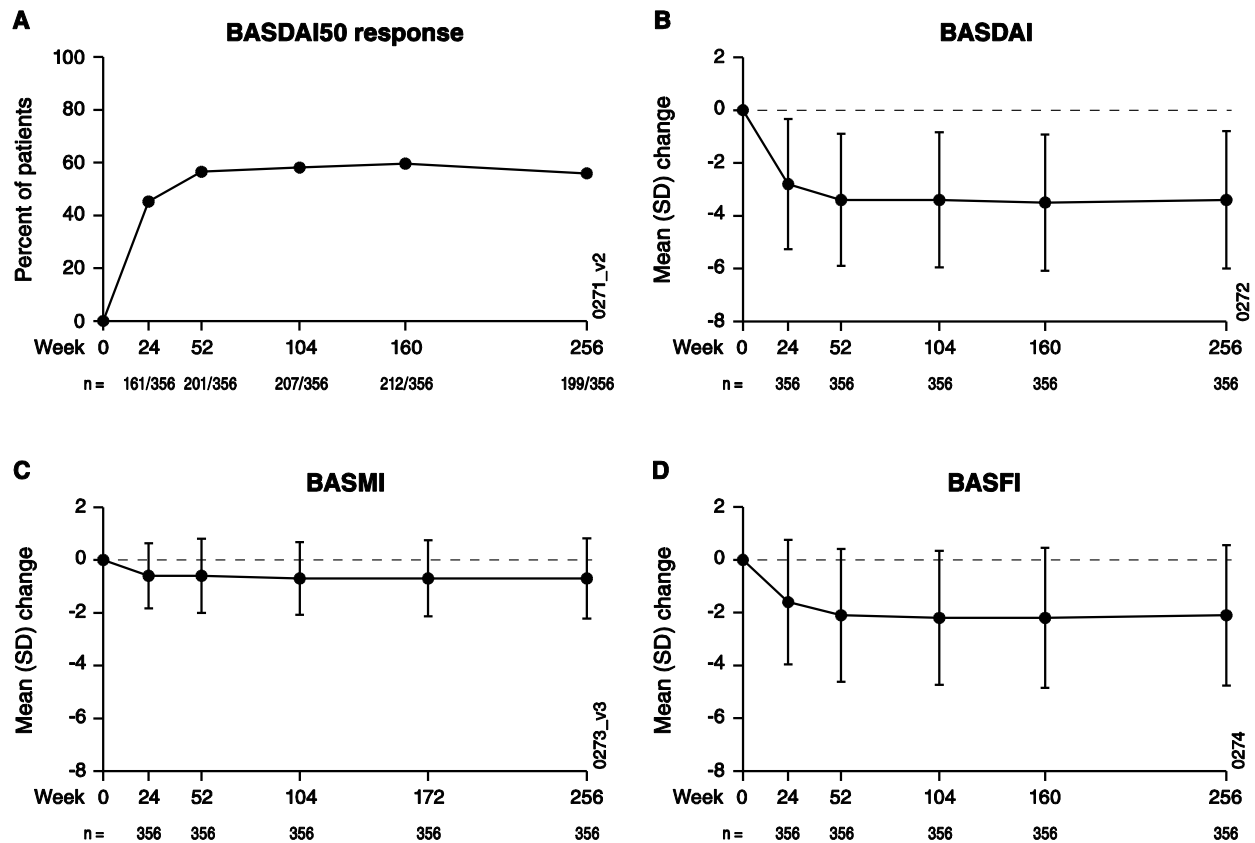 A
BASDAI50 response
Percent of patients
100
80
60
40
20
0
0271_v2
Week 0 24 52 104 160 256
n = 161/356 201/356 207/356 212/356 199/356
B
BASDAI
Mean (SD) change
2
0
-2
-4
-6
-8
0272
Week 0 24 52 104 160 256
n = 356 356 356 356 356
C
BASMI
Mean (SD) change
2
0
-2
-4
-6
-8
0273_v3
Week 0 24 52 104 172 256
n = 356 356 356 356 356
D
BASFI
Mean (SD) change
2
0
-2
-4
-6
-8
0274
Week 0 24 52 104 160 256
n = 356 356 356 356 356